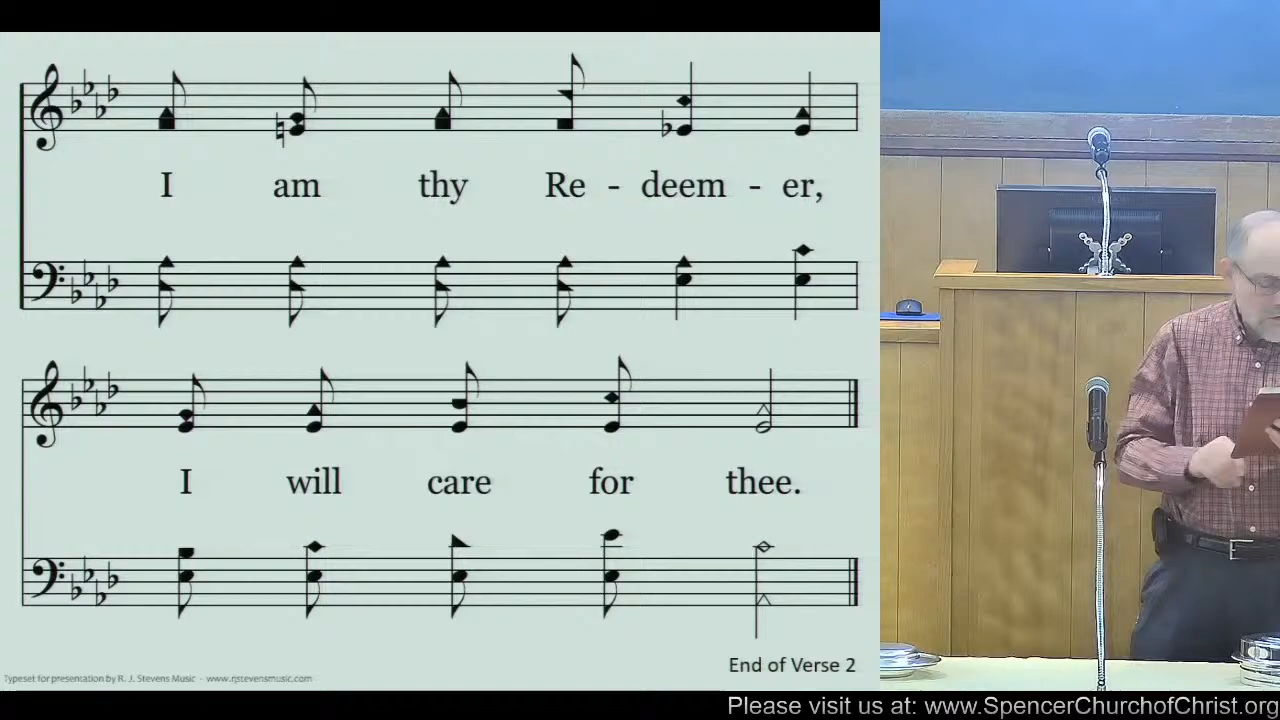 I am thy Re - deem - er,
I will care for thee.
End of Verse 2
Typeset for presentation by R. J. Stevens Music - www.rjstevensmusic.com
Please visit us at: www.SpencerChurchofChrist.org